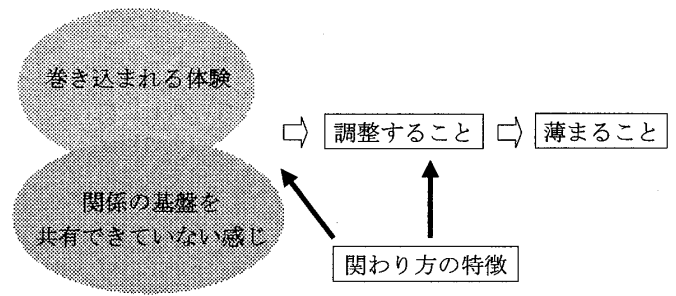 巻き込まれる体験
調整すること
薄まること
関係の基盤を
共有できていない感じ
関わり方の特徴